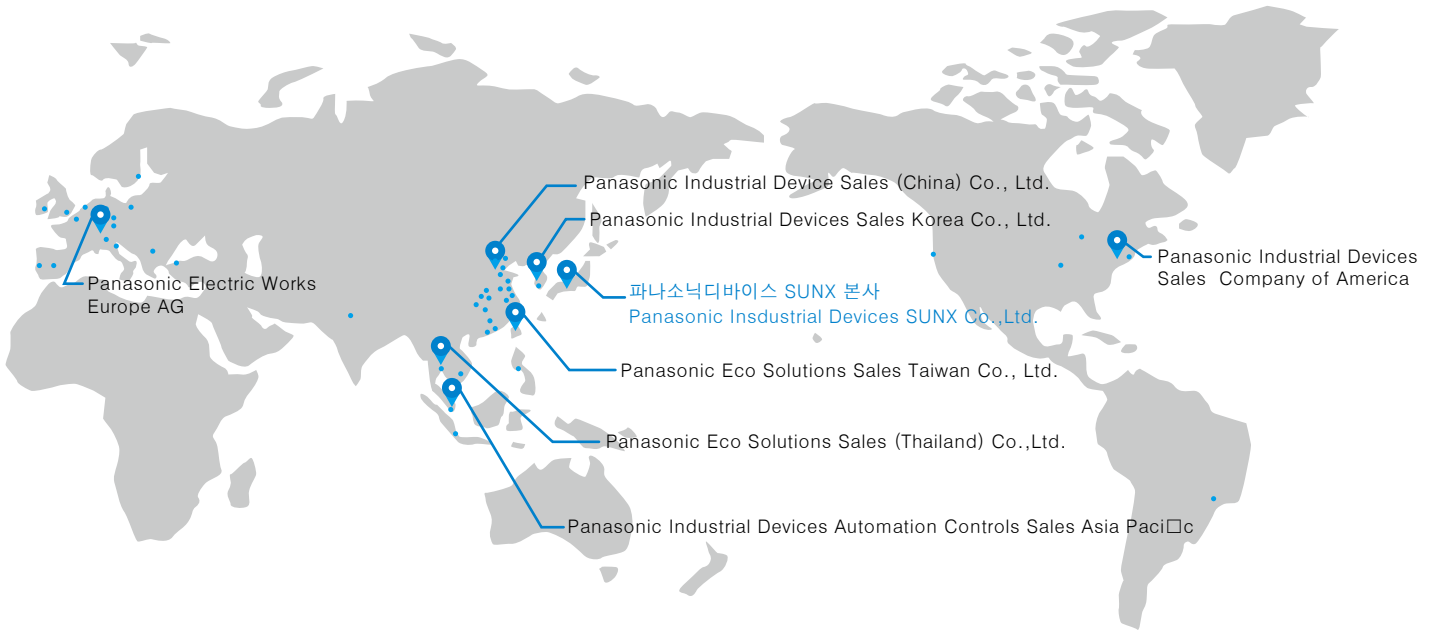 Panasonic Industrial Device Sales (China) Co., Ltd.
Panasonic Industrial Devices Sales Korea Co., Ltd.
Panasonic Industrial Devices
Sales Company of America
Panasonic Electric Works
Europe AG
파나소닉디바이스 SUNX 본사
Panasonic Insdustrial Devices SUNX Co.,Ltd.
Panasonic Eco Solutions Sales Taiwan Co., Ltd.
Panasonic Eco Solutions Sales (Thailand) Co.,Ltd.
Panasonic Industrial Devices Automation Controls Sales Asia Paci□c